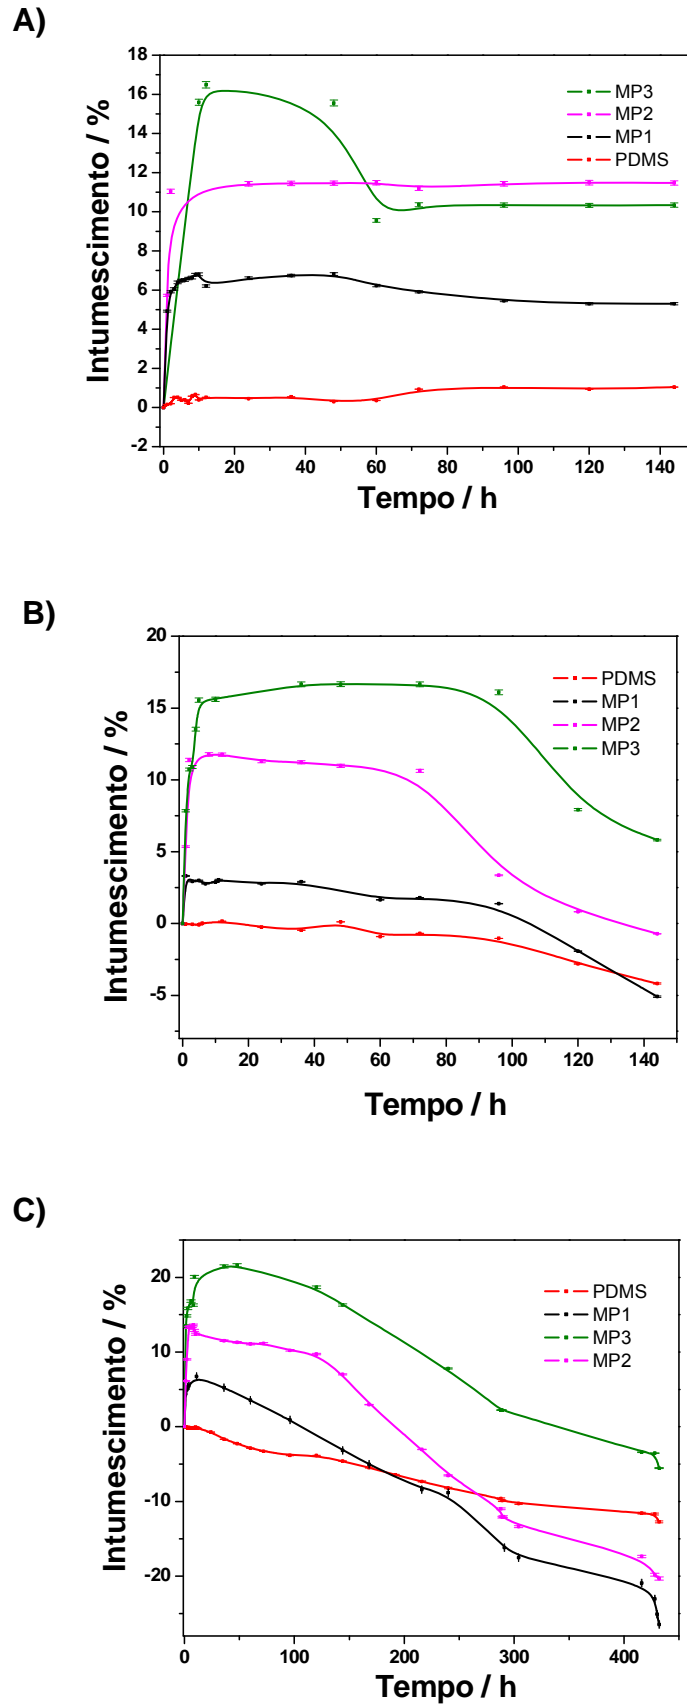 A)
18
16
14
12
10
8
6
4
2
0
-2
Intumescimento / %
MP3
MP2
MP1
PDMS
0 20 40 60 80 100 120 140
Tempo / h
B)
20
15
10
5
0
-5
Intumescimento / %
PDMS
MP1
MP2
MP3
0 20 40 60 80 100 120 140
Tempo / h
C)
20
10
0
-10
-20
Intumescimento / %
PDMS
MP1
MP3
MP2
0 100 200 300 400
Tempo / h